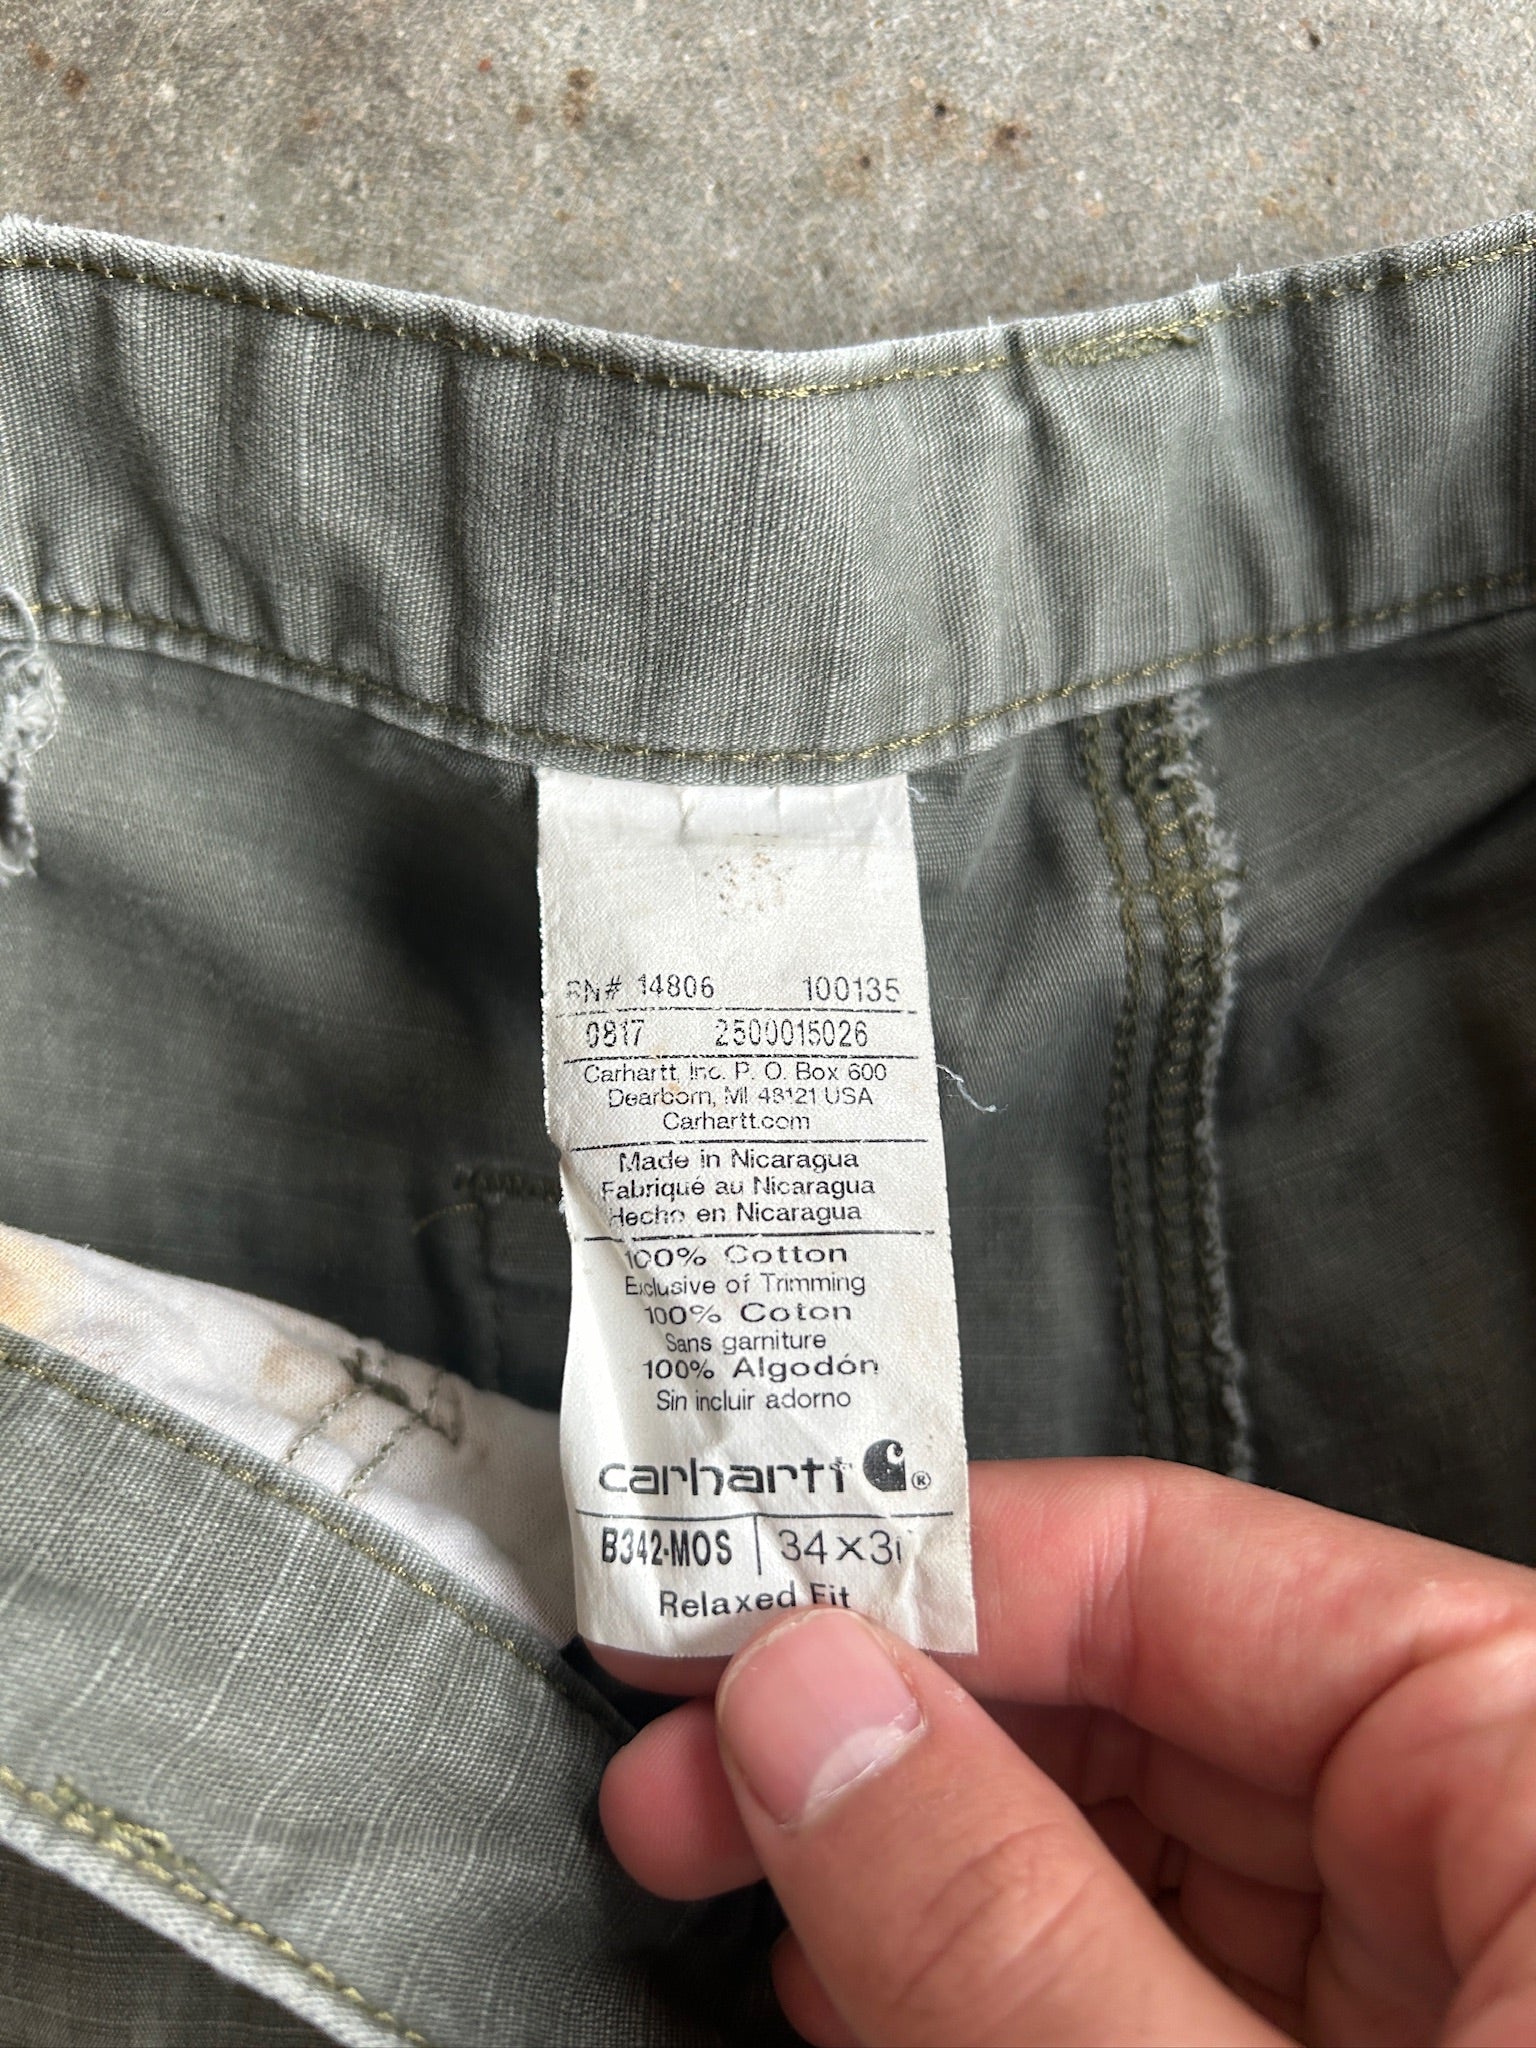 RN# 14806 100135
0817 2500015026
Carhartt, Inc. P. O. Box 600
Dearborn, MI 48121 USA
Carhartt.com
Made in Nicaragua
Fabriqué au Nicaragua
Hecho en Nicaragua
100% Cotton
Exclusive of Trimming
100% Coton
Sans garniture
100% Algodón
Sin incluir adorno
carhartt ®
B342-MOS
Relaxed Fit